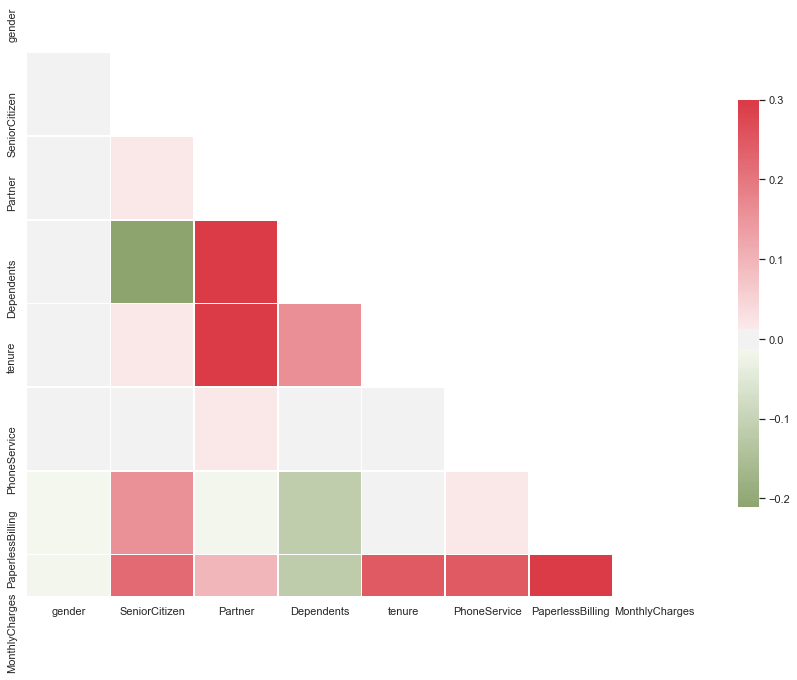 gender
SeniorCitizen
Partner
Dependents
tenure
PhoneService
PaperlessBilling
MonthlyCharges
gender SeniorCitizen Partner Dependents tenure PhoneService PaperlessBilling MonthlyCharges
0.3
0.2
0.1
0.0
−0.1
−0.2